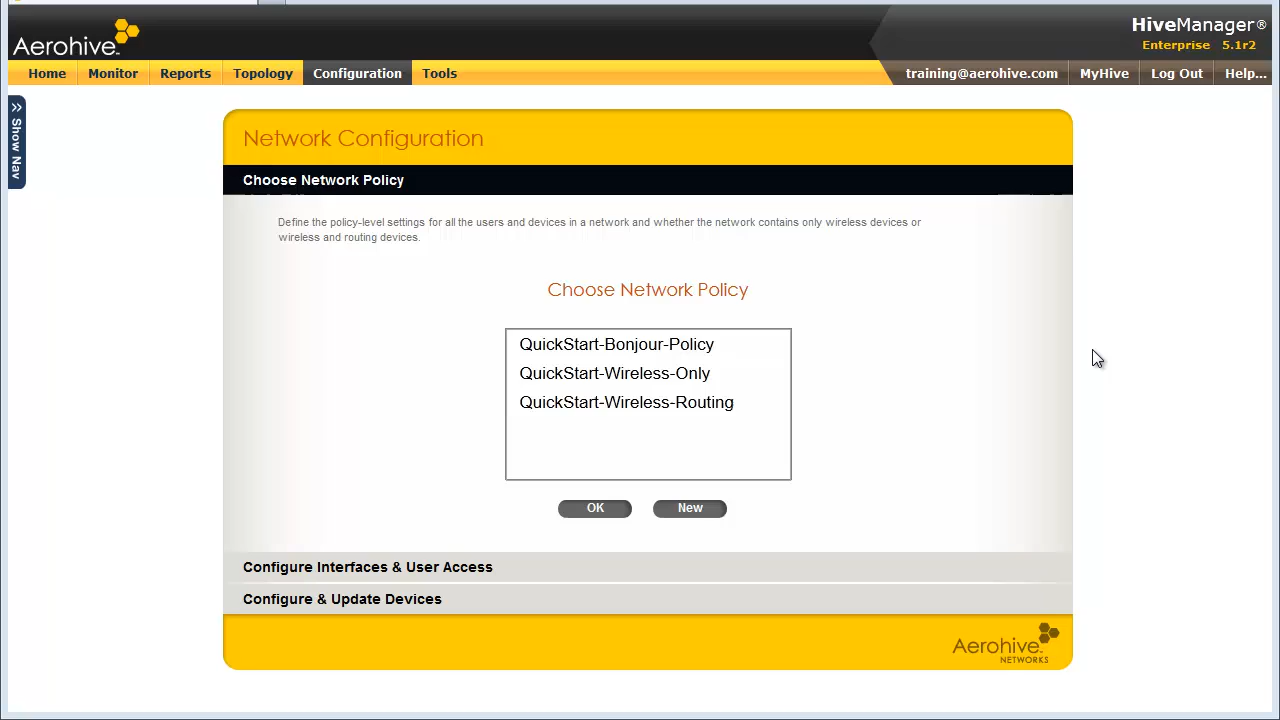 Aerohive
HiveManager®
Enterprise 5.1r2
Home Monitor Reports Topology Configuration Tools
training@aerohive.com MyHive Log Out Help...
Show Nav
Network Configuration
Choose Network Policy
Define the policy-level settings for all the users and devices in a network and whether the network contains only wireless devices or
wireless and routing devices.
Choose Network Policy
QuickStart-Bonjour-Policy
QuickStart-Wireless-Only
QuickStart-Wireless-Routing
OK New
Configure Interfaces & User Access
Configure & Update Devices
Aerohive
NETWORKS